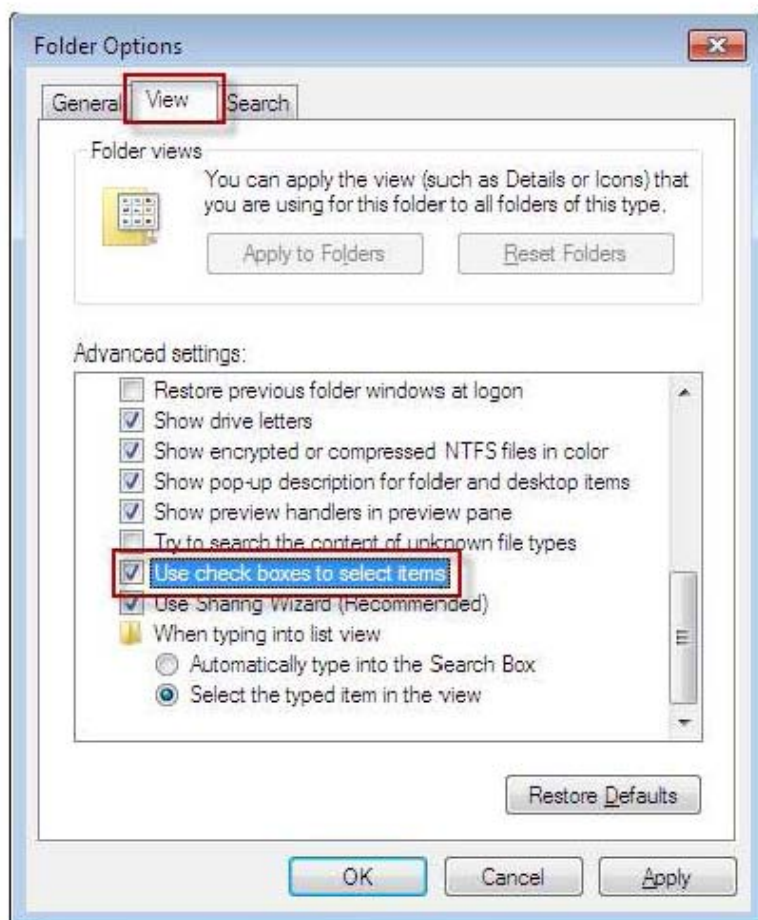 Folder Options
General View Search
Folder views
You can apply the view (such as Details or Icons) that
you are using for this folder to all folders of this type.
Apply to Folders Reset Folders
Advanced settings:
Restore previous folder windows at logon
Show drive letters
Show encrypted or compressed NTFS files in color
Show pop-up description for folder and desktop items
Show preview handlers in preview pane
Try to search the content of unknown file types
Use check boxes to select items
Use Sharing Wizard (Recommended)
When typing into list view
Automatically type into the Search Box
Select the typed item in the view
Restore Defaults
OK Cancel Apply